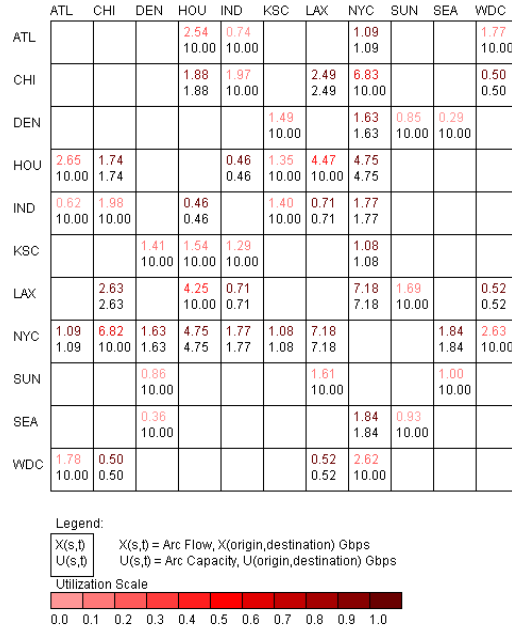 ATL CHI DEN HOU IND KSC LAX NYC SUN SEA WDC
ATL 2.54 0.74 1.09 1.77
10.00 10.00 1.09 10.00
CHI 1.88 1.97 2.49 6.83 0.50
1.88 10.00 2.49 10.00 0.50
DEN 1.49 1.63 0.85 0.29
10.00 1.63 10.00 10.00
HOU 2.65 1.74 0.46 1.35 4.47 4.75
10.00 1.74 0.46 10.00 10.00 4.75
IND 0.62 1.98 0.46 1.40 0.71 1.77
10.00 10.00 0.46 10.00 0.71 1.77
KSC 1.41 1.54 1.29 1.08
10.00 10.00 10.00 1.08
LAX 2.63 4.25 0.71 7.18 1.69 0.52
2.63 10.00 0.71 7.18 10.00 0.52
NYC 1.09 6.82 1.63 4.75 1.77 1.08 7.18 1.84 2.63
1.09 10.00 1.63 4.75 1.77 1.08 7.18 1.84 10.00
SUN 0.86 1.61 1.00
10.00 10.00 10.00
SEA 0.36 1.84 0.93
10.00 1.84 10.00
WDC 1.78 0.50 0.52 2.62
10.00 0.50 0.52 10.00
Legend:
X(s,t) X(s,t) = Arc Flow, X(origin,destination) Gbps
U(s,t) U(s,t) = Arc Capacity, U(origin,destination) Gbps
Utilization Scale
0.0 0.1 0.2 0.3 0.4 0.5 0.6 0.7 0.8 0.9 1.0